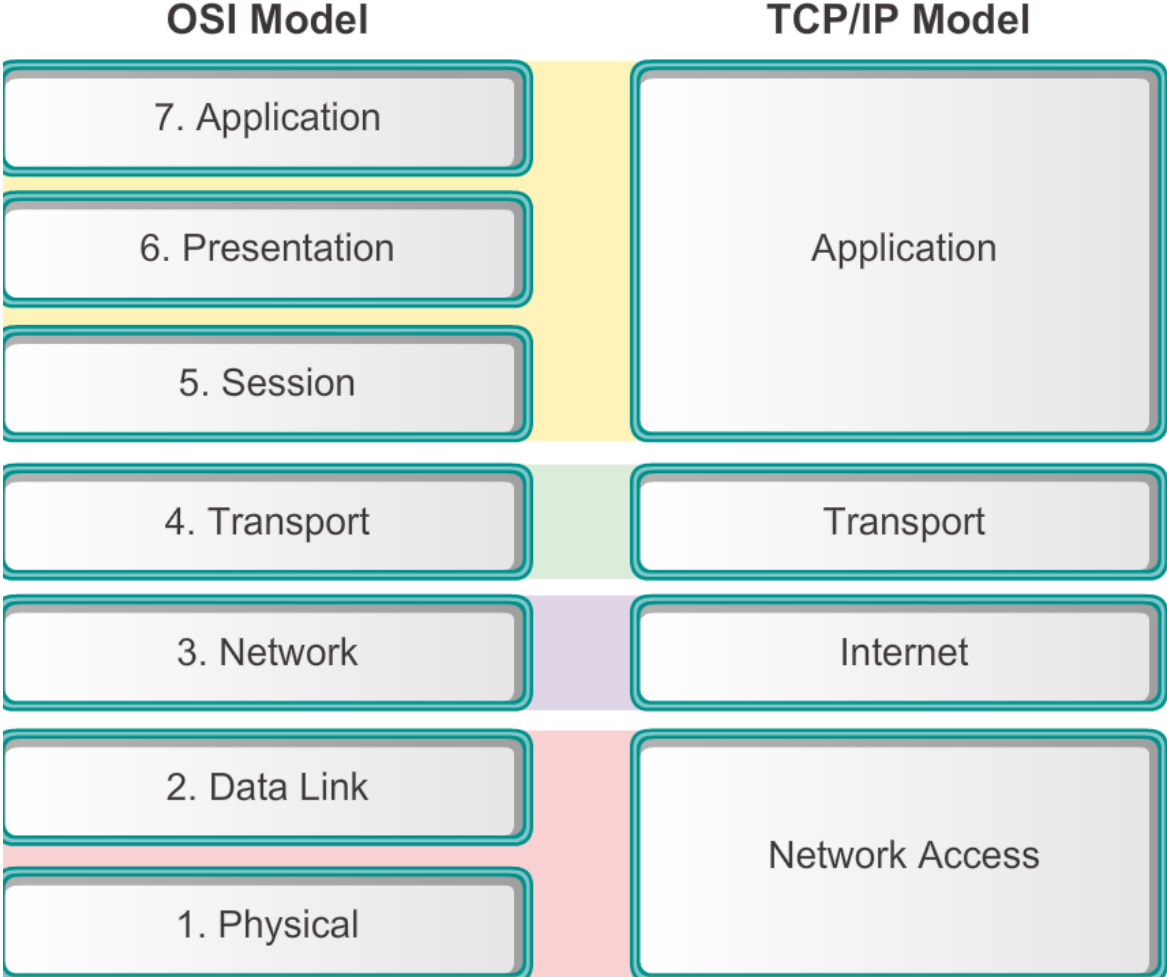 OSI Model
TCP/IP Model
7. Application
6. Presentation
5. Session
4. Transport
3. Network
2. Data Link
1. Physical
Application
Transport
Internet
Network Access